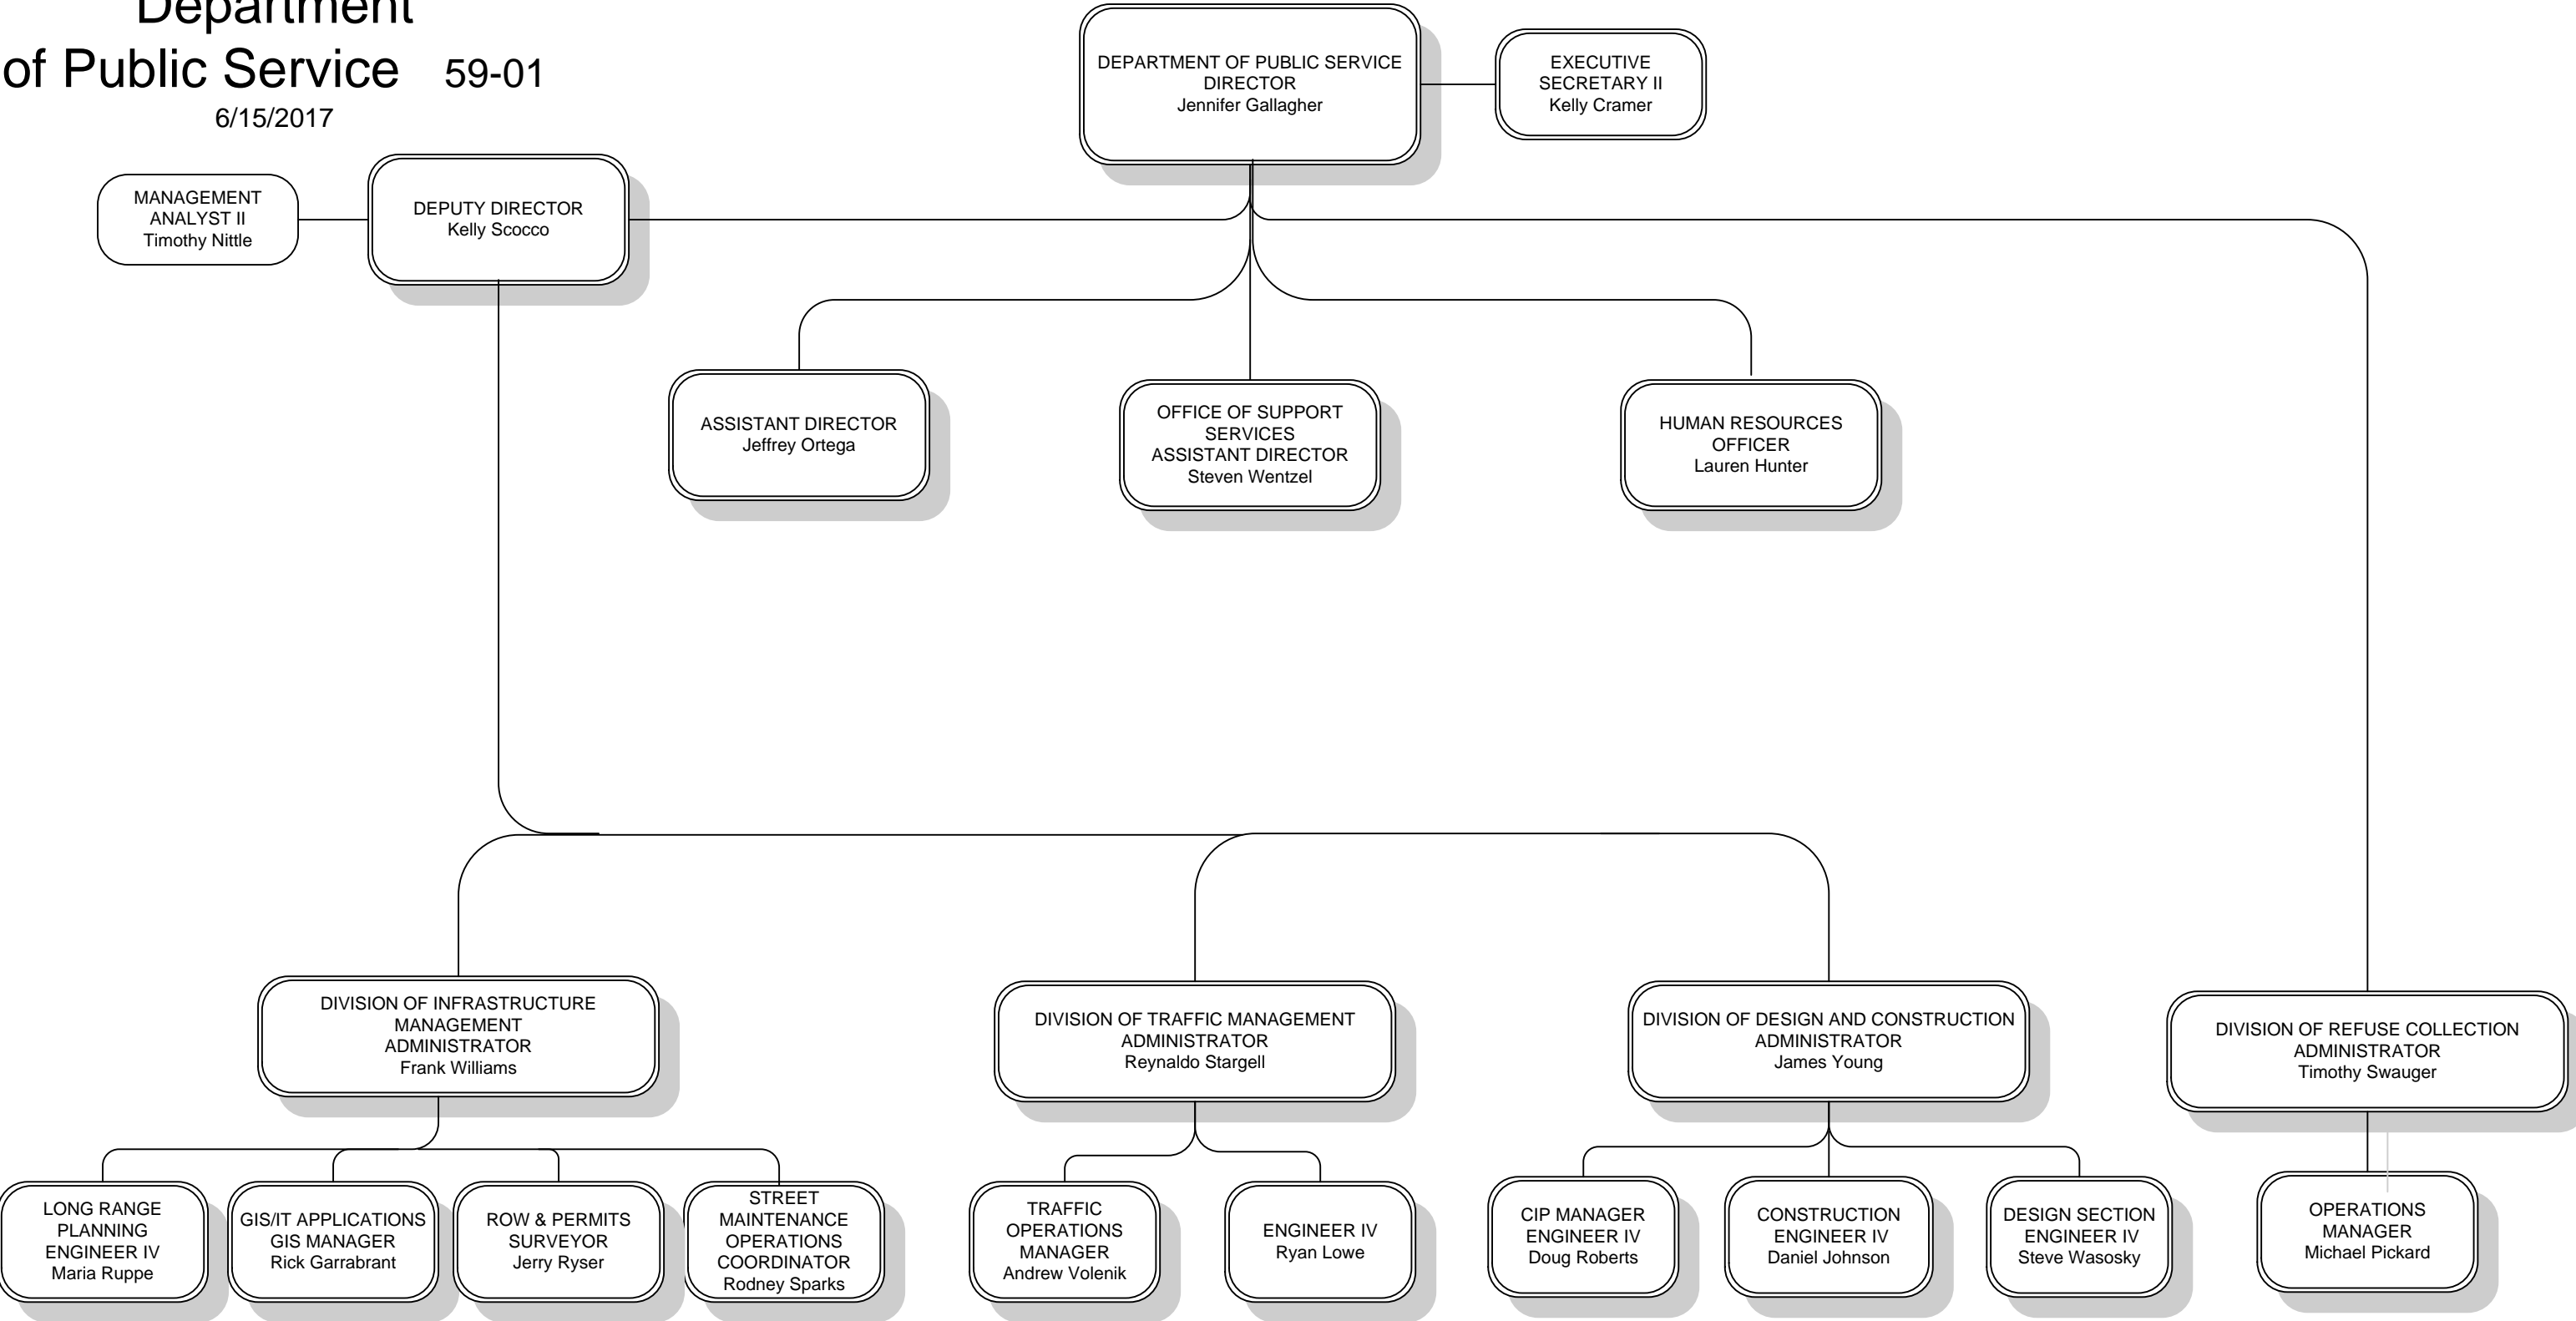 Department
of Public Service 59-01
6/15/2017
DEPARTMENT OF PUBLIC SERVICE
DIRECTOR
Jennifer Gallagher
EXECUTIVE
SECRETARY II
Kelly Cramer
MANAGEMENT
ANALYST II
Timothy Nittle
DEPUTY DIRECTOR
Kelly Scocco
ASSISTANT DIRECTOR
Jeffrey Ortega
OFFICE OF SUPPORT
SERVICES
ASSISTANT DIRECTOR
Steven Wentzel
HUMAN RESOURCES
OFFICER
Lauren Hunter
DIVISION OF INFRASTRUCTURE
MANAGEMENT
ADMINISTRATOR
Frank Williams
DIVISION OF TRAFFIC MANAGEMENT
ADMINISTRATOR
Reynaldo Stargell
DIVISION OF DESIGN AND CONSTRUCTION
ADMINISTRATOR
James Young
DIVISION OF REFUSE COLLECTION
ADMINISTRATOR
Timothy Swauger
LONG RANGE
PLANNING
ENGINEER IV
Maria Ruppe
GIS/IT APPLICATIONS
GIS MANAGER
Rick Garrabrant
ROW & PERMITS
SURVEYOR
Jerry Ryser
STREET
MAINTENANCE
OPERATIONS
COORDINATOR
Rodney Sparks
TRAFFIC
OPERATIONS
MANAGER
Andrew Volenik
ENGINEER IV
Ryan Lowe
CIP MANAGER
ENGINEER IV
Doug Roberts
CONSTRUCTION
ENGINEER IV
Daniel Johnson
DESIGN SECTION
ENGINEER IV
Steve Wasosky
OPERATIONS
MANAGER
Michael Pickard